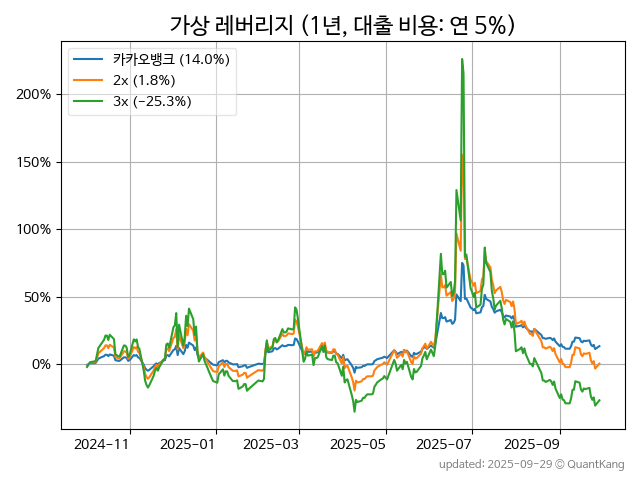 가상 레버리지 (1년, 대출 비용: 연 5%)
카카오뱅크 (14.0%)
2x (1.8%)
3x (-25.3%)
200%
150%
100%
50%
0%
2024-11 2025-01 2025-03 2025-05 2025-07 2025-09
updated: 2025-09-29 © QuantKang